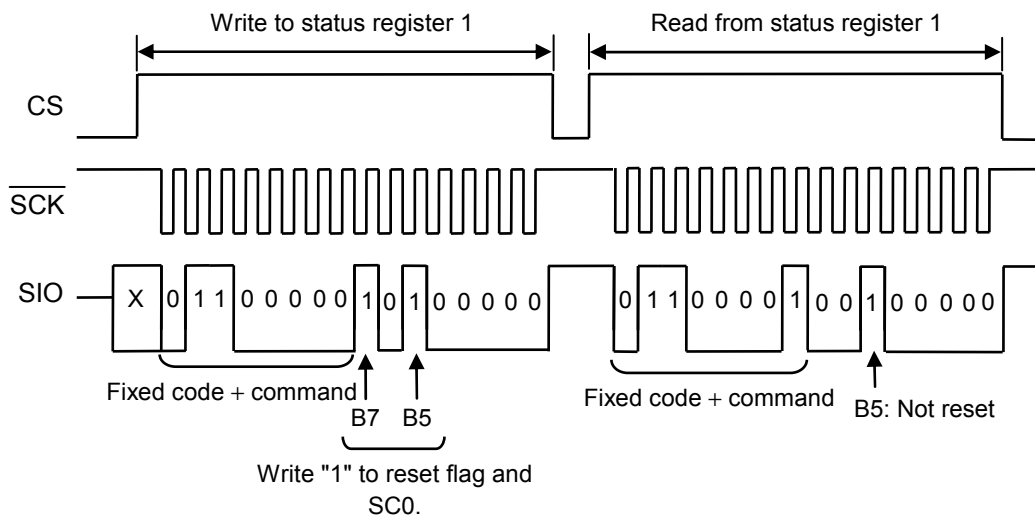 Write to status register 1 Read from status register 1
CS
SCK
SIO X 0 1 1 0 0 0 0 0 1 0 1 0 0 0 0 0 0 1 1 0 0 0 0 1 0 0 1 0 0 0 0 0
Fixed code + command Fixed code + command
B7 B5 B5: Not reset
Write "1" to reset flag and
SC0.